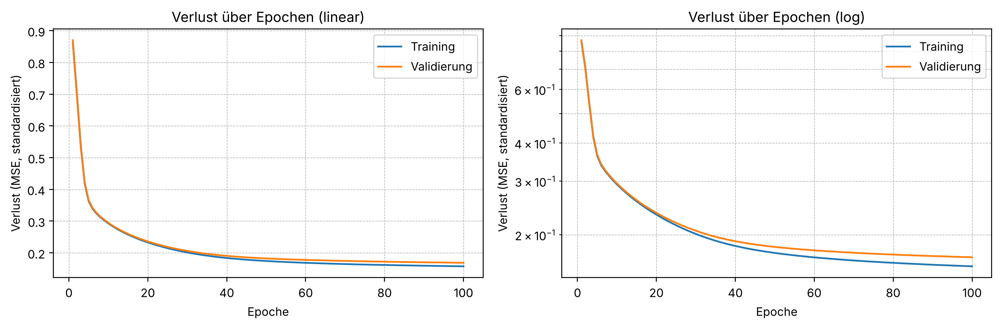 Verlust über Epochen (linear)
Verlust (MSE, standardisiert)
0.9
0.8
0.7
0.6
0.5
0.4
0.3
0.2
Training
Validierung
0
20
40
60
80
100
Epoche
Verlust über Epochen (log)
Verlust (MSE, standardisiert)
6 × 10⁻¹
4 × 10⁻¹
3 × 10⁻¹
2 × 10⁻¹
Training
Validierung
0
20
40
60
80
100
Epoche